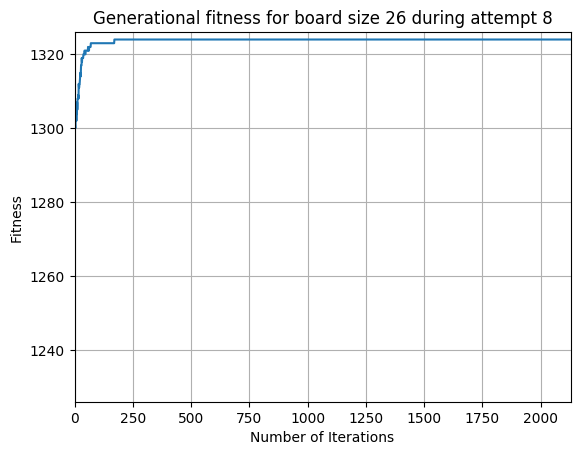 Generational fitness for board size 26 during attempt 8
1320
1300
1280
1260
1240
Fitness
0 250 500 750 1000 1250 1500 1750 2000
Number of Iterations